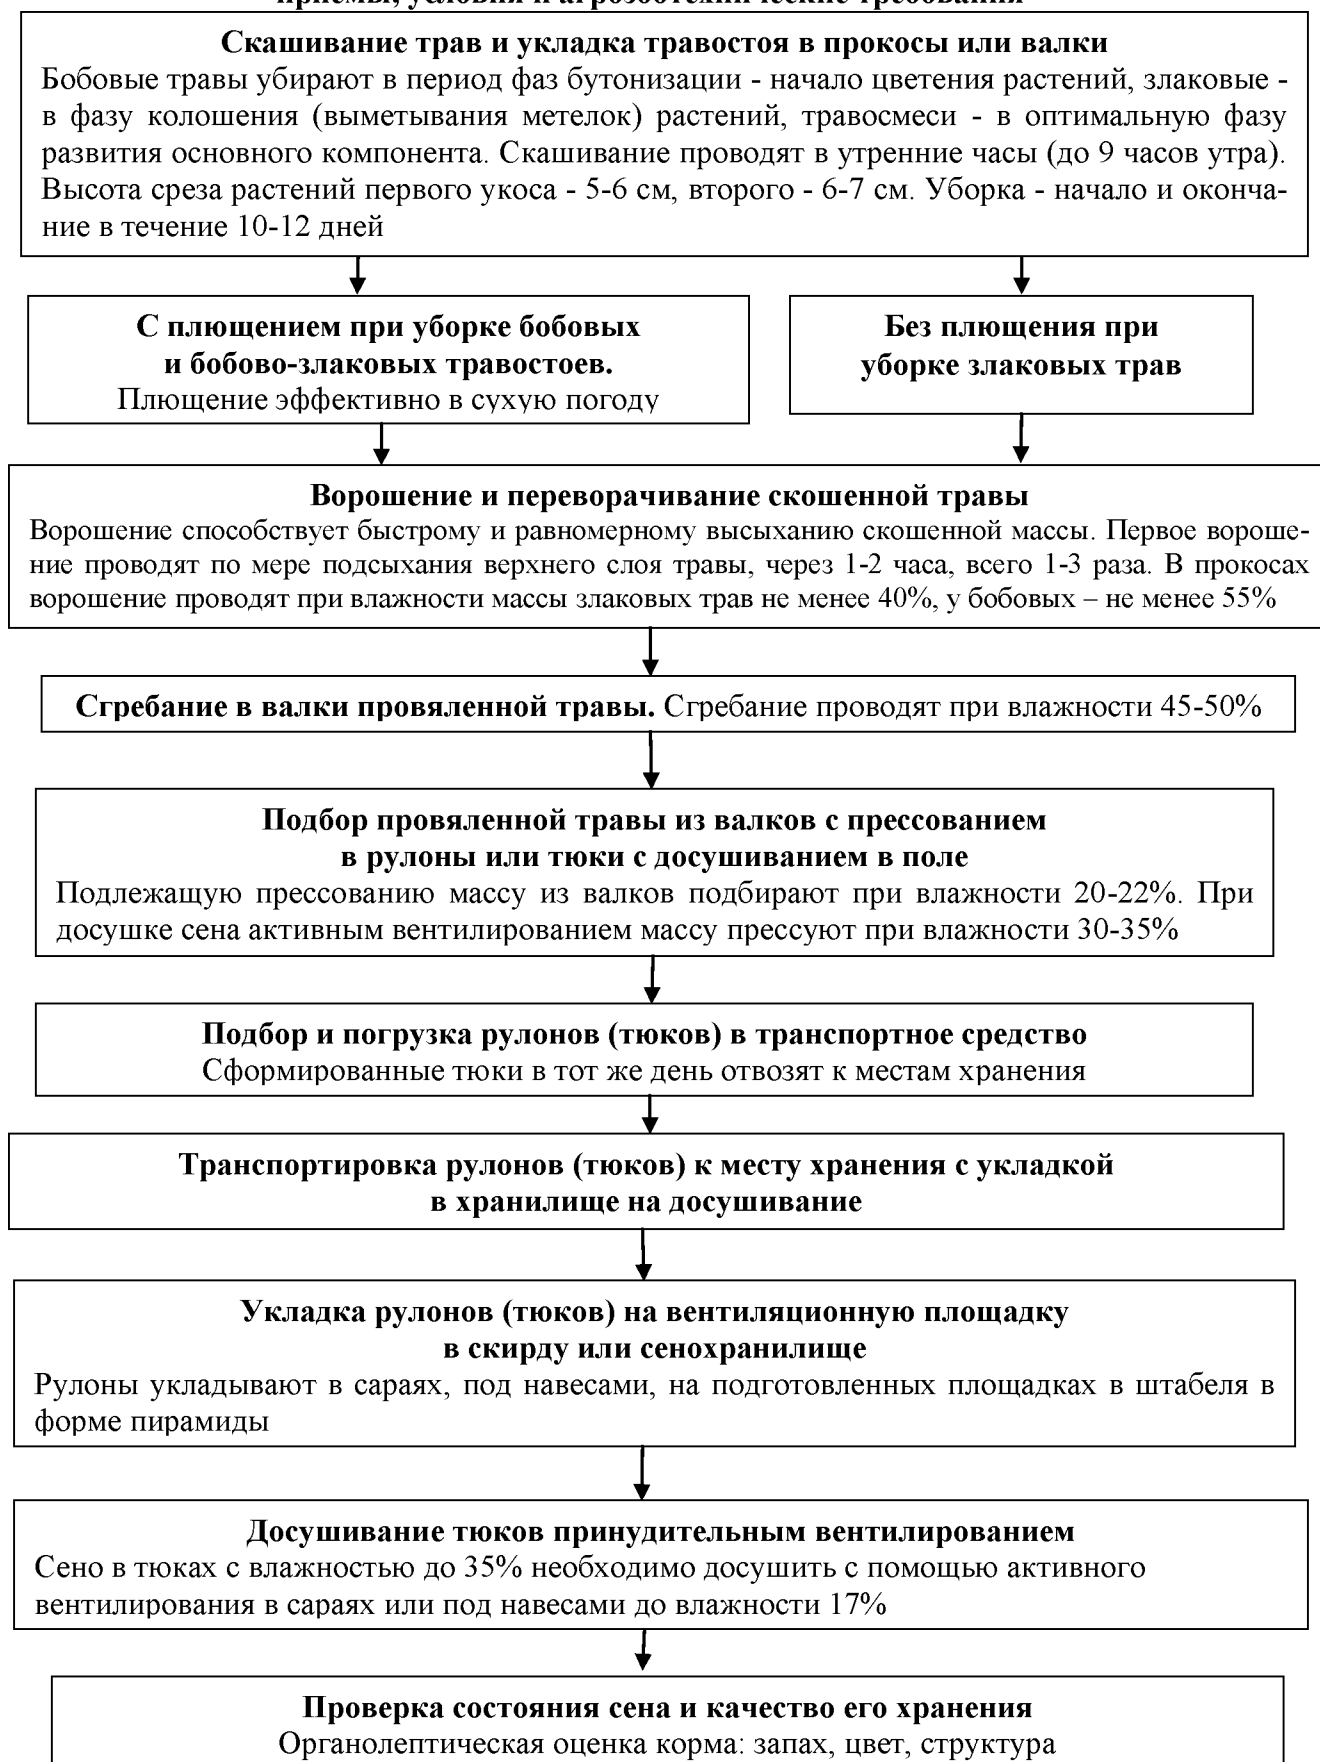 приемы, условия и агрозоотехнические требования
Скашивание трав и укладка травостоя в прокосы или валки
Бобовые травы убирают в период фаз бутонизации - начало цветения растений, злаковые -
в фазу колошения (выметывания метелок) растений, травосмеси - в оптимальную фазу
развития основного компонента. Скашивание проводят в утренние часы (до 9 часов утра).
Высота среза растений первого укоса - 5-6 см, второго - 6-7 см. Уборка - начало и оконча-
ние в течение 10-12 дней
С плющением при уборке бобовых
и бобово-злаковых травостоев.
Плющение эффективно в сухую погоду
Без плющения при
уборке злаковых трав
Ворошение и переворачивание скошенной травы
Ворошение способствует быстрому и равномерному высыханию скошенной массы. Первое вороше-
ние проводят по мере подсыхания верхнего слоя травы, через 1-2 часа, всего 1-3 раза. В прокосах
ворошение проводят при влажности массы злаковых трав не менее 40%, у бобовых – не менее 55%
Сгребание в валки провяленной травы. Сгребание проводят при влажности 45-50%
Подбор провяленной травы из валков с прессованием
в рулоны или тюки с досушиванием в поле
Подлежащую прессованию массу из валков подбирают при влажности 20-22%. При
досушке сена активным вентилированием массу прессуют при влажности 30-35%
Подбор и погрузка рулонов (тюков) в транспортное средство
Сформированные тюки в тот же день отвозят к местам хранения
Транспортировка рулонов (тюков) к месту хранения с укладкой
в хранилище на досушивание
Укладка рулонов (тюков) на вентиляционную площадку
в скирду или сенохранилище
Рулоны укладывают в сараях, под навесами, на подготовленных площадках в штабеля в
форме пирамиды
Досушивание тюков принудительным вентилированием
Сено в тюках с влажностью до 35% необходимо досушить с помощью активного
вентилирования в сараях или под навесами до влажности 17%
Проверка состояния сена и качество его хранения
Органолептическая оценка корма: запах, цвет, структура